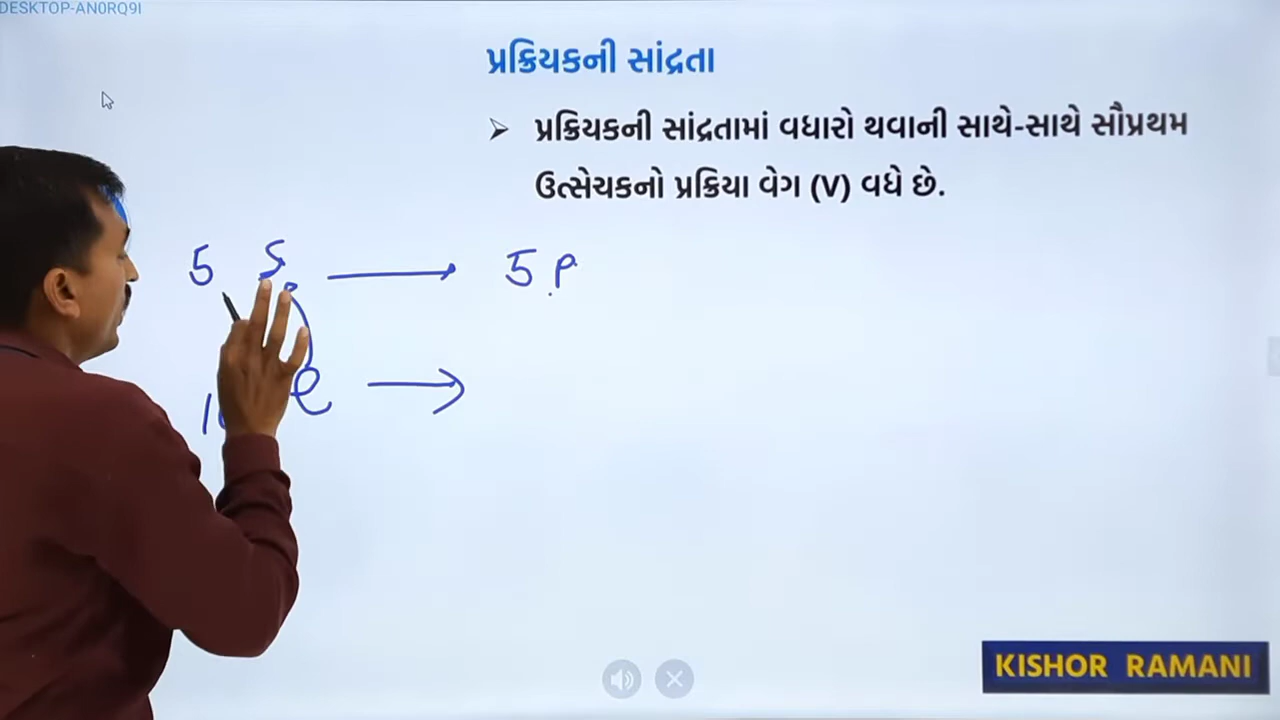 DESKTOP-AN0RQ9I
પ્રક્રિયકની સાંદ્રતા
➢ પ્રક્રિયકની સાંદ્રતામાં વધારો થવાની સાથે-સાથે સૌપ્રથમ
ઉત્સેચકનો પ્રક્રિયા વેગ (V) વધે છે.
5 S → 5 P
e →
KISHOR RAMANI